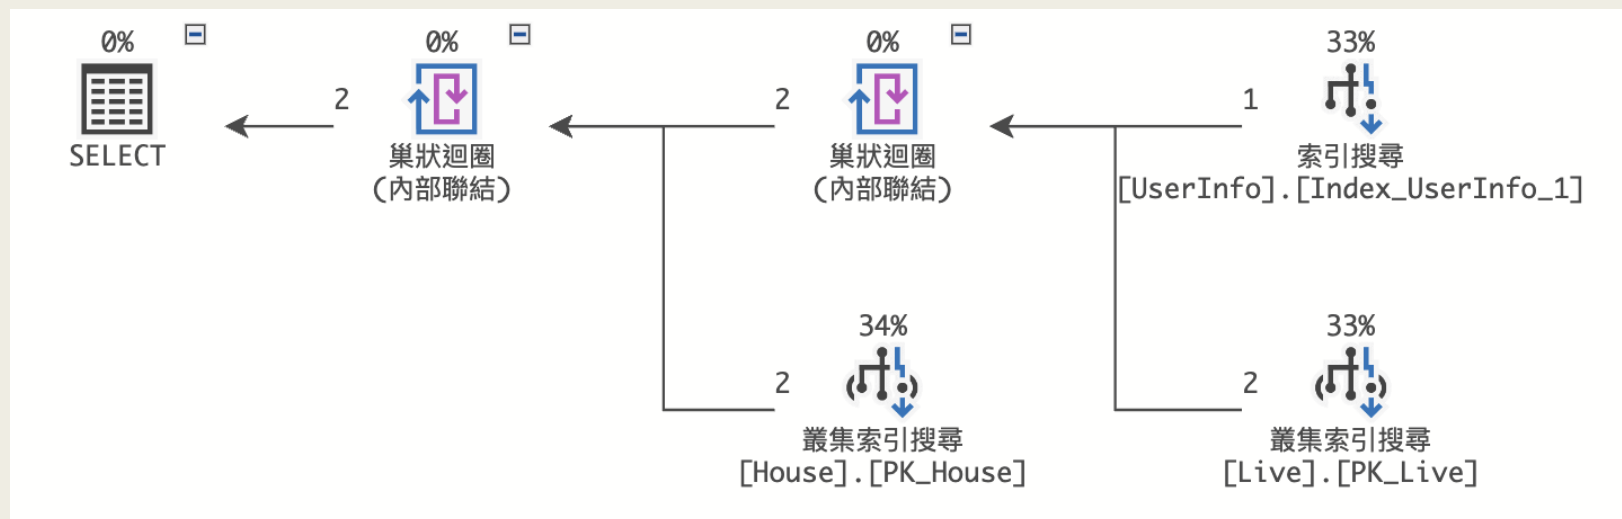 0%
SELECT
2
0%
巢狀迴圈
(內部聯結)
2
0%
巢狀迴圈
(內部聯結)
1
33%
索引搜尋
[UserInfo].[Index_UserInfo_1]
2
34%
叢集索引搜尋
[House].[PK_House]
2
33%
叢集索引搜尋
[Live].[PK_Live]